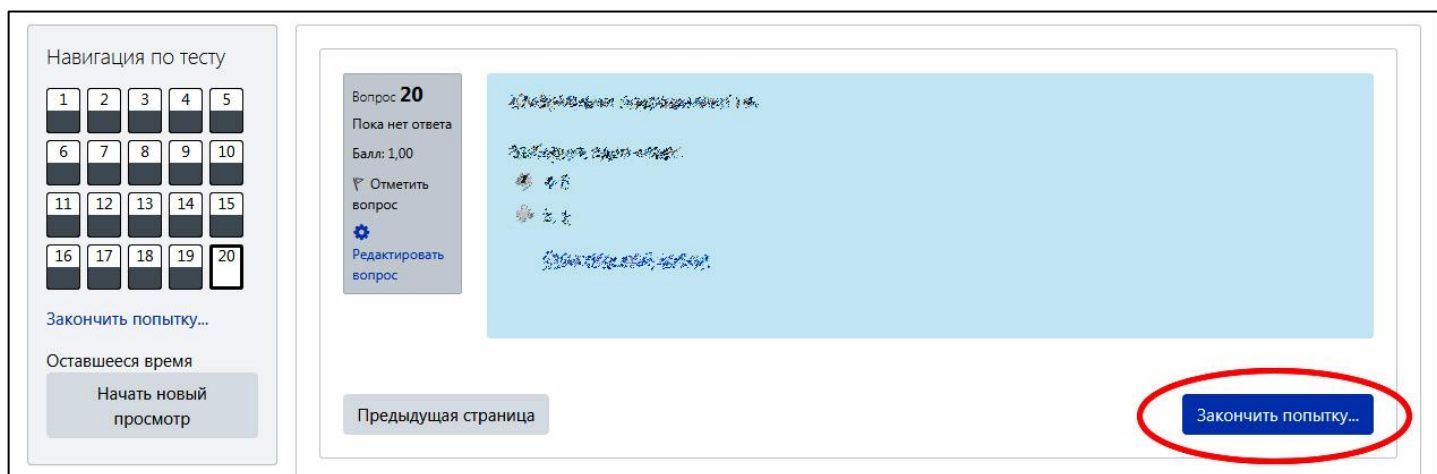 Навигация по тесту
1 2 3 4 5
6 7 8 9 10
11 12 13 14 15
16 17 18 19 20
Закончить попытку...
Оставшееся время
Начать новый
просмотр
Вопрос 20
Пока нет ответа
Балл: 1,00
Отметить
вопрос
Редактировать
вопрос
Предыдущая страница
Закончить попытку...